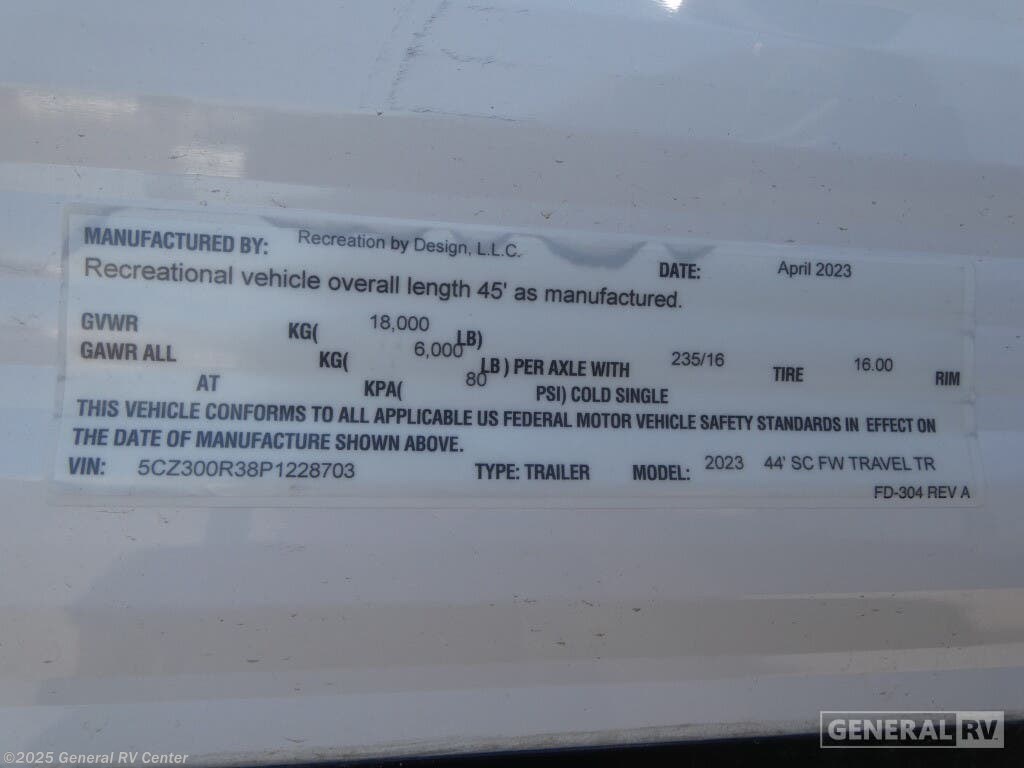 MANUFACTURED BY: Recreation by Design, L.L.C. DATE: April 2023
Recreational vehicle overall length 45' as manufactured.
GVWR KG( 18,000 LB)
GAWR ALL KG( 6,000 LB ) PER AXLE WITH 235/16 TIRE 16.00 RIM
AT KPA( 80 PSI) COLD SINGLE
THIS VEHICLE CONFORMS TO ALL APPLICABLE US FEDERAL MOTOR VEHICLE SAFETY STANDARDS IN EFFECT ON
THE DATE OF MANUFACTURE SHOWN ABOVE.
VIN: 5CZ300R38P1228703 TYPE: TRAILER MODEL: 2023 44' SC FW TRAVEL TR
FD-304 REV A
GENERAL RV
©2025 General RV Center